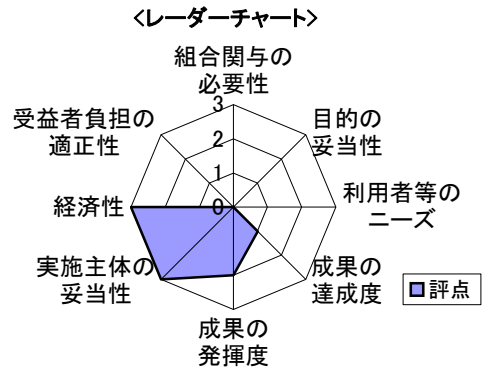 <レーダーチャート>
組合関与の
必要性
目的の
妥当性
利用者等の
ニーズ
成果の
達成度
成果の
発揮度
実施主体の
妥当性
経済性
受益者負担の
適正性
3
2
1
0
評点